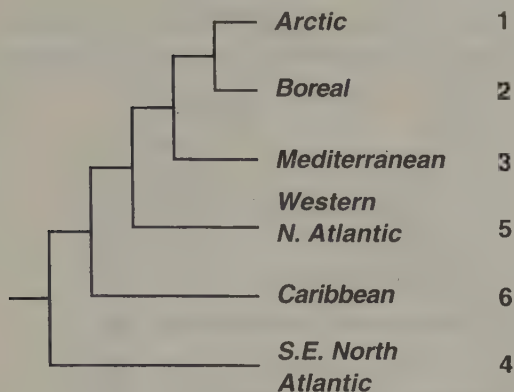 Arctic 1
Boreal 2
Mediterranean 3
Western
N. Atlantic 5
Caribbean 6
S.E. North
Atlantic 4